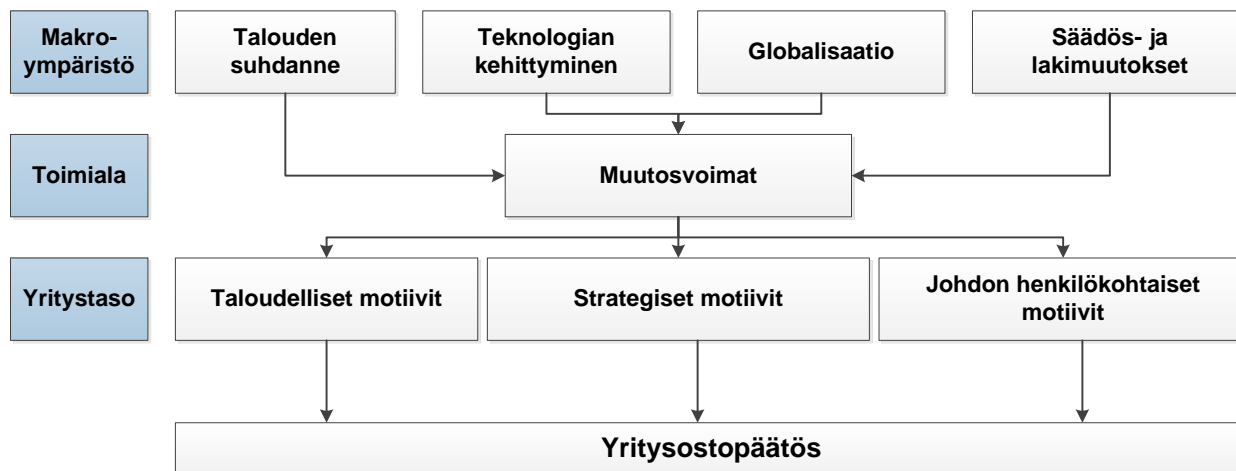 Makro-
ympäristö
Talouden
suhdanne
Teknologian
kehittyminen
Globalisaatio
Säädös- ja
lakimuutokset
Toimiala
Muutosvoimat
Yritystaso
Taloudelliset motiivit
Strategiset motiivit
Johdon henkilökohtaiset
motiivit
Yritysostopäätös